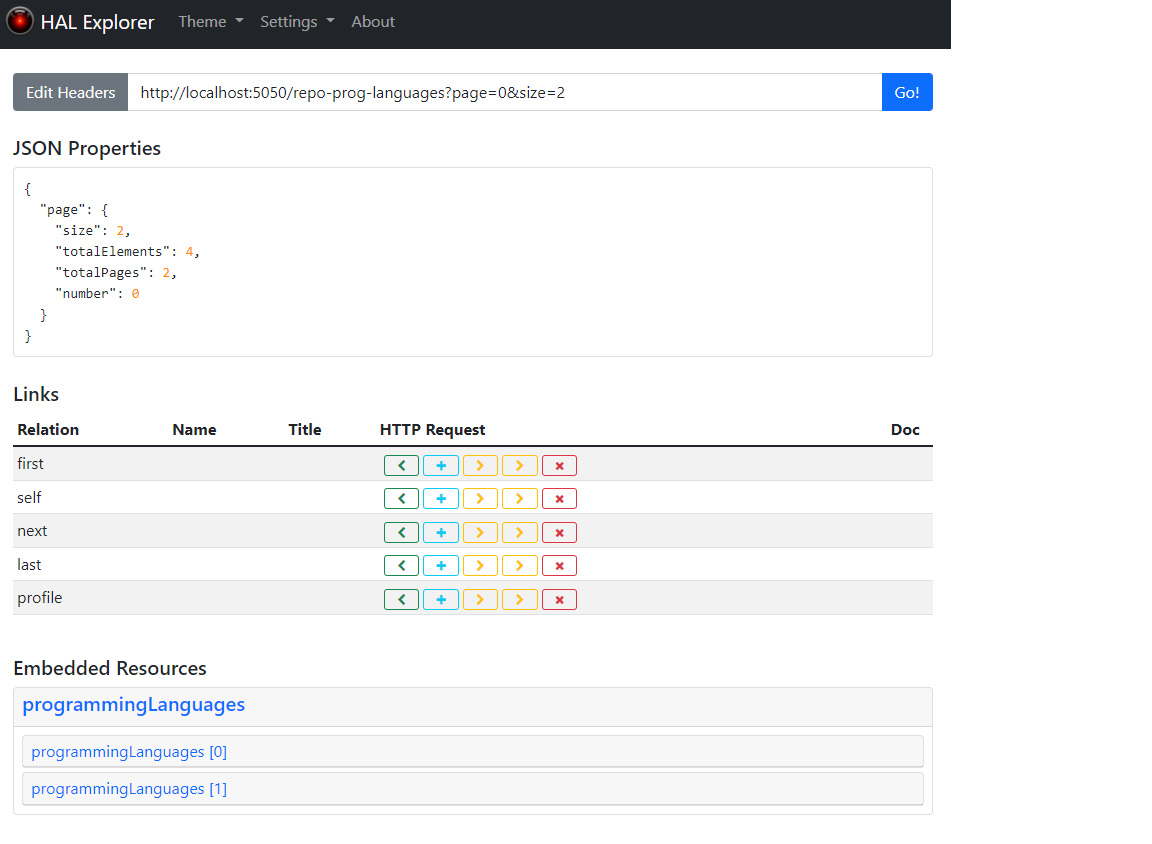 HAL Explorer Theme Settings About
Edit Headers http://localhost:5050/repo-prog-languages?page=0&size=2 Go!
JSON Properties
{
  "page": {
    "size": 2,
    "totalElements": 4,
    "totalPages": 2,
    "number": 0
  }
}
Links
Relation Name Title HTTP Request Doc
first
self
next
last
profile
Embedded Resources
programmingLanguages
programmingLanguages [0]
programmingLanguages [1]